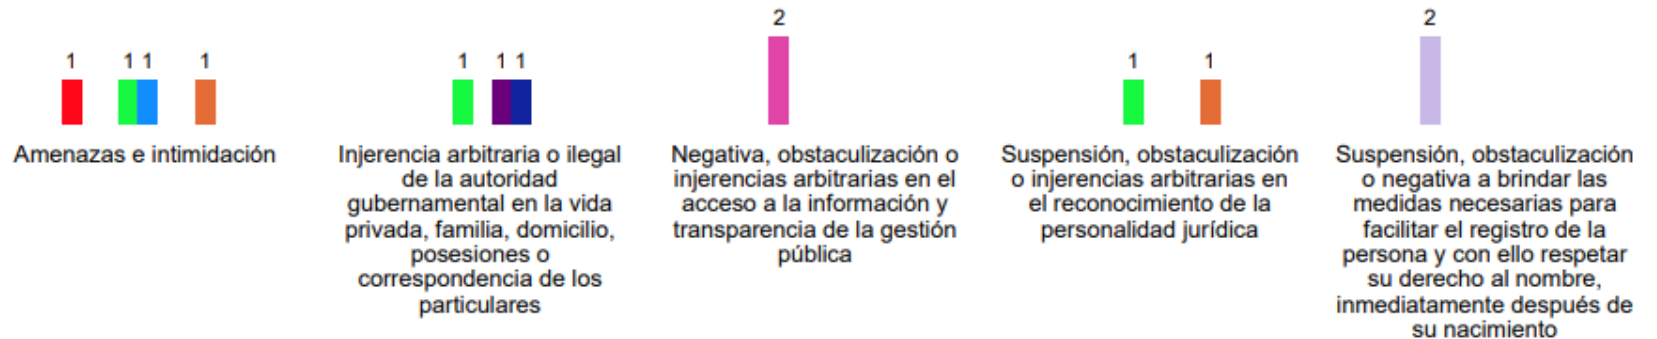 1
1 1
1
Amenazas e intimidación
1
1 1
Injerencia arbitraria o ilegal
de la autoridad
gubernamental en la vida
privada, familia, domicilio,
posesiones o
correspondencia de los
particulares
2
Negativa, obstaculización o
injerencias arbitrarias en el
acceso a la información y
transparencia de la gestión
pública
1
1
Suspensión, obstaculización
o injerencias arbitrarias en
el reconocimiento de la
personalidad jurídica
2
Suspensión, obstaculización
o negativa a brindar las
medidas necesarias para
facilitar el registro de la
persona y con ello respetar
su derecho al nombre,
inmediatamente después de
su nacimiento